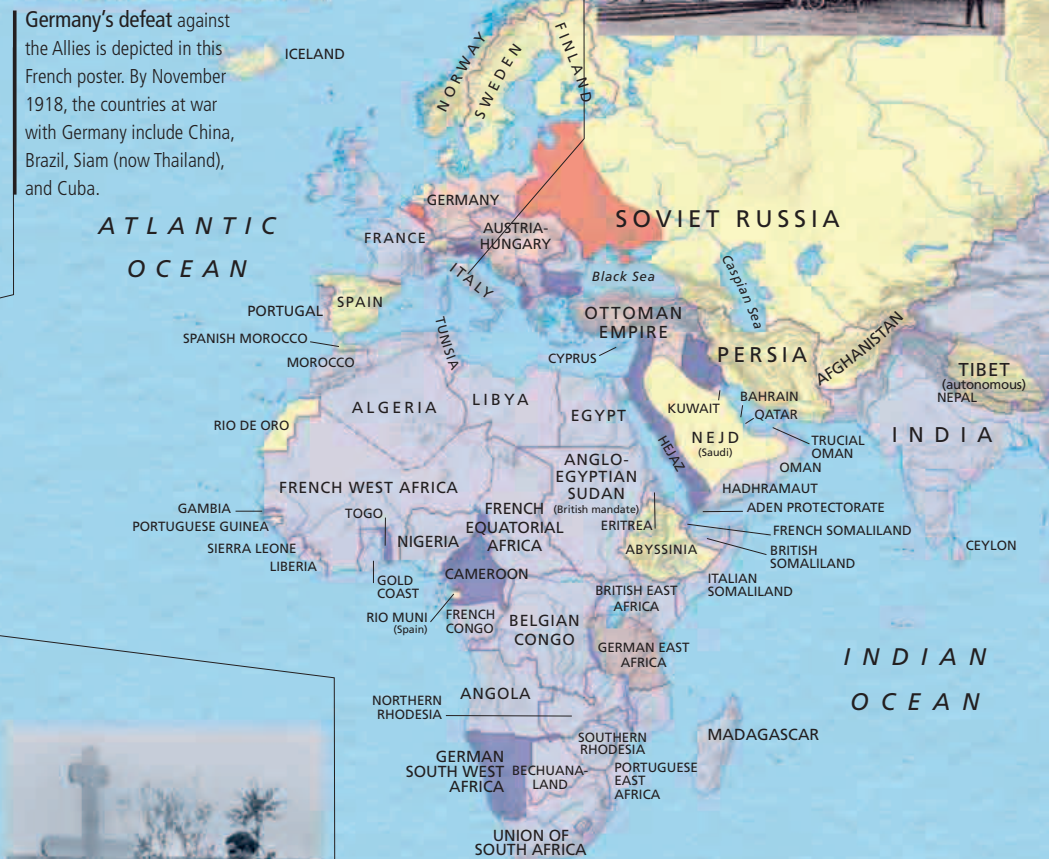 Germany's defeat against
the Allies is depicted in this
French poster. By November
1918, the countries at war
with Germany include China,
Brazil, Siam (now Thailand),
and Cuba.
ICELAND
NORWAY
SWEDEN
FINLAND
ATLANTIC
OCEAN
GERMANY
SOVIET RUSSIA
FRANCE
AUSTRIA-
HUNGARY
ITALY
Black Sea
Caspian Sea
PORTUGAL
SPAIN
OTTOMAN
EMPIRE
SPANISH MOROCCO
MOROCCO
TUNISIA
CYPRUS
PERSIA
AFGHANISTAN
TIBET
(autonomous)
NEPAL
ALGERIA
LIBYA
EGYPT
KUWAIT
BAHRAIN
QATAR
RIO DE ORO
HEJAZ
NEJD
(Saudi)
TRUCIAL
OMAN
OMAN
INDIA
ANGLO-
EGYPTIAN
SUDAN
(British mandate)
HADHRAMAUT
FRENCH WEST AFRICA
GAMBIA
PORTUGUESE GUINEA
TOGO
NIGERIA
FRENCH
EQUATORIAL
AFRICA
ERITREA
ADEN PROTECTORATE
FRENCH SOMALILAND
SIERRA LEONE
LIBERIA
ABYSSINIA
BRITISH
SOMALILAND
CEYLON
GOLD
COAST
CAMEROON
ITALIAN
SOMALILAND
RIO MUNI
(Spain)
FRENCH
CONGO
BELGIAN
CONGO
BRITISH EAST
AFRICA
GERMAN EAST
AFRICA
INDIAN
OCEAN
ANGOLA
NORTHERN
RHODESIA
SOUTHERN
RHODESIA
MADAGASCAR
GERMAN
SOUTH WEST
AFRICA
BECHUANA-
LAND
PORTUGUESE
EAST
AFRICA
UNION OF
SOUTH AFRICA